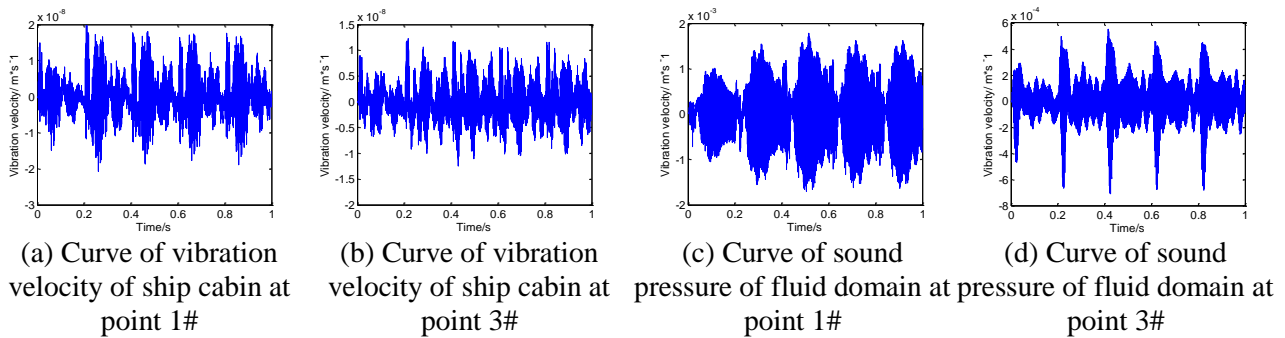 x 10⁻⁸
2
1
0
-1
-2
-3
Vibration velocity/ m*s⁻1
0 0.2 0.4 0.6 0.8 1
Time/s
x 10⁻⁸
1.5
1
0.5
0
-0.5
-1
-1.5
-2
Vibration velocity/ m*s⁻1
0 0.2 0.4 0.6 0.8 1
Time/s
x 10⁻³
2
1
0
-1
-2
Vibration velocity/ m*s⁻1
0 0.2 0.4 0.6 0.8 1
Time/s
x 10⁻⁴
6
4
2
0
-2
-4
-6
-8
Vibration velocity/ m*s⁻1
0 0.2 0.4 0.6 0.8 1
Time/s
(a) Curve of vibration
velocity of ship cabin at
point 1#
(b) Curve of vibration
velocity of ship cabin at
point 3#
(c) Curve of sound
pressure of fluid domain at
point 1#
(d) Curve of sound
pressure of fluid domain at
point 3#